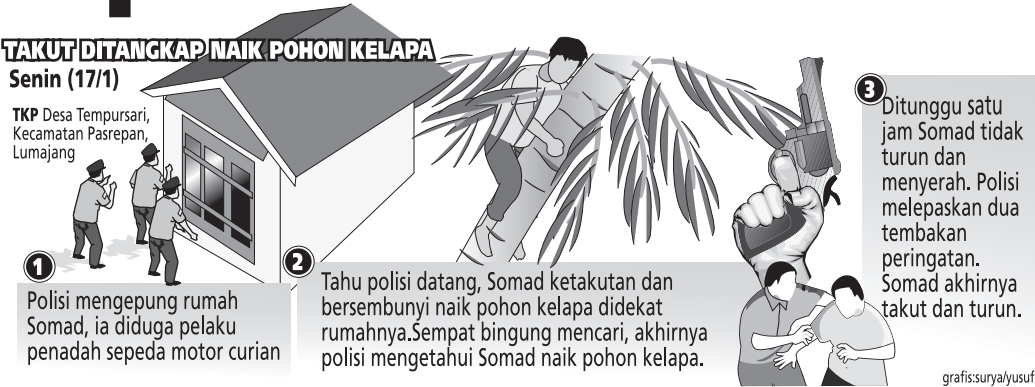 TAKUT DITANGKAP NAIK POHON KELAPA
Senin (17/1)
TKP Desa Tempursari,
Kecamatan Pasrepan,
Lumajang
1
Polisi mengepung rumah
Somad, ia diduga pelaku
penadah sepeda motor curian
2
Tahu polisi datang, Somad ketakutan dan
bersembunyi naik pohon kelapa didekat
rumahnya.Sempat bingung mencari, akhirnya
polisi mengetahui Somad naik pohon kelapa.
3
Ditunggu satu
jam Somad tidak
turun dan
menyerah. Polisi
melepaskan dua
tembakan
peringatan.
Somad akhirnya
takut dan turun.
grafis:surya/yusuf